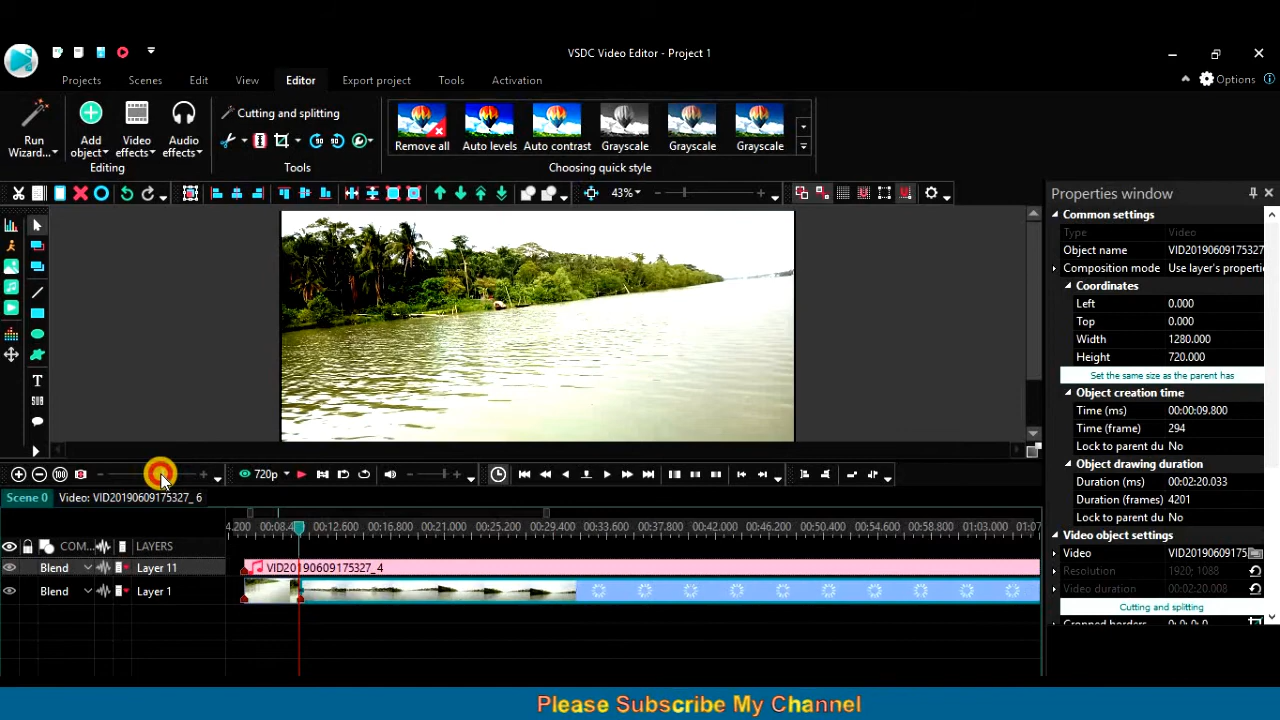 VSDC Video Editor - Project 1
Projects Scenes Edit View Editor Export project Tools Activation Options
Run Wizard... Add object Video effects Audio effects
Editing
Cutting and splitting
Tools
Remove all Auto levels Auto contrast Grayscale Grayscale Grayscale
Choosing quick style
43%
Properties window
Common settings
Type Video
Object name VID20190609175327
Composition mode Use layer's properti
Coordinates
Left 0.000
Top 0.000
Width 1280.000
Height 720.000
Set the same size as the parent has
Object creation time
Time (ms) 00:00:09.800
Time (frame) 294
Lock to parent du No
Object drawing duration
Duration (ms) 00:02:20.033
Duration (frames) 4201
Lock to parent du No
Video object settings
Video VID20190609175
Resolution 1920; 1088
Video duration 00:02:20.008
Cutting and splitting
Cropped borders 0; 0; 0; 0
T
SUB
100
720p
Scene 0 Video: VID20190609175327_ 6
4.200 00:08.4 00:12.600 00:16.800 00:21.000 00:25.200 00:29.400 00:33.600 00:37.800 00:42.000 00:46.200 00:50.400 00:54.600 00:58.800 01:03.000 01:07
COM... LAYERS
Blend Layer 11 VID20190609175327_4
Blend Layer 1
Please Subscribe My Channel